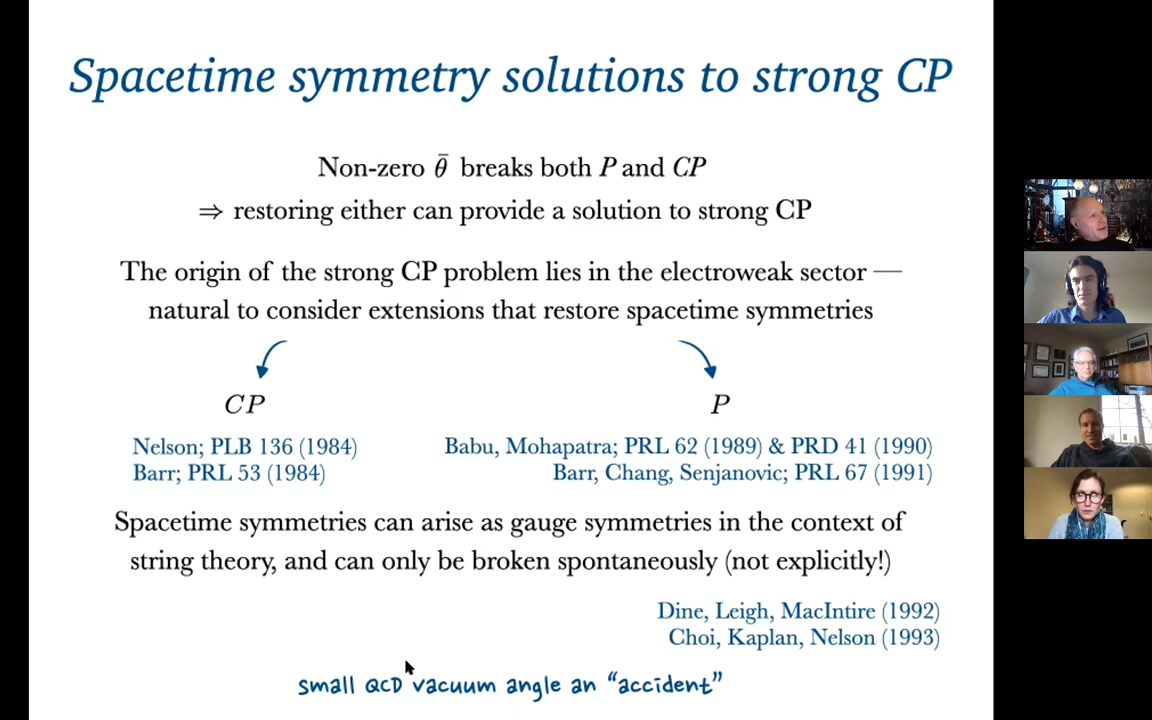 Spacetime symmetry solutions to strong CP
Non-zero θ̄ breaks both P and CP
⇒ restoring either can provide a solution to strong CP
The origin of the strong CP problem lies in the electroweak sector —
natural to consider extensions that restore spacetime symmetries
CP
P
Nelson; PLB 136 (1984)
Barr; PRL 53 (1984)
Babu, Mohapatra; PRL 62 (1989) & PRD 41 (1990)
Barr, Chang, Senjanovic; PRL 67 (1991)
Spacetime symmetries can arise as gauge symmetries in the context of
string theory, and can only be broken spontaneously (not explicitly!)
Dine, Leigh, MacIntire (1992)
Choi, Kaplan, Nelson (1993)
small QCD vacuum angle an “accident”